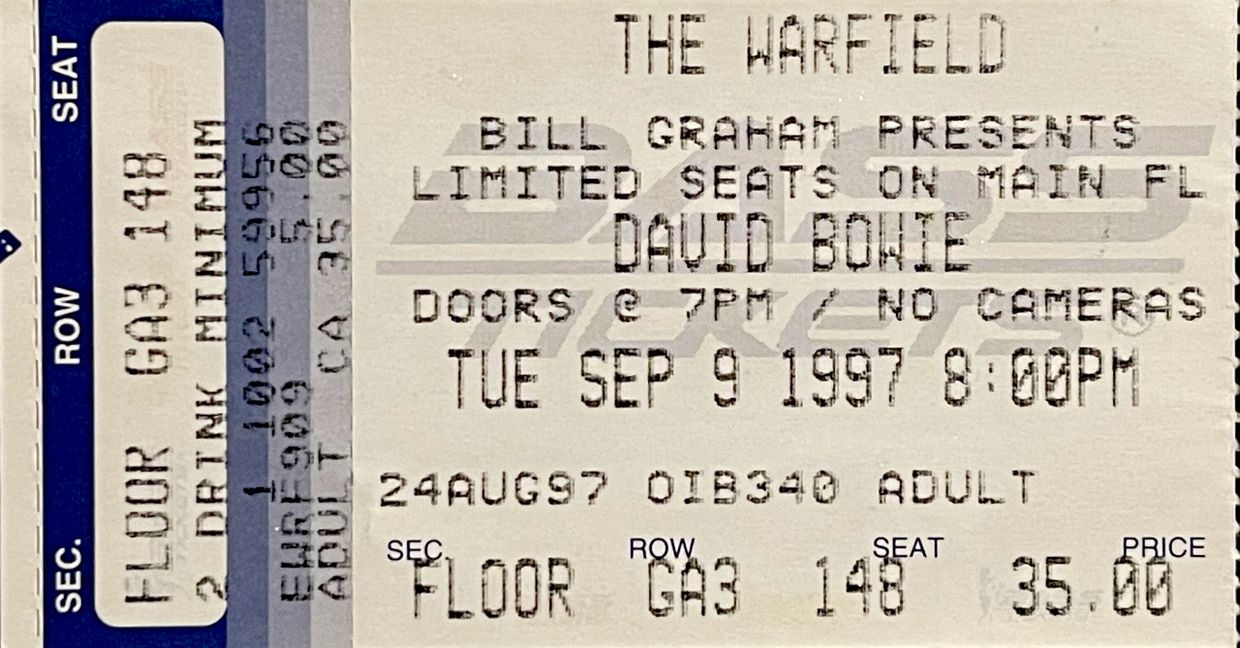 SEC. ROW SEAT
FLOOR GA3 148
2 DRINK MINIMUM
1 1002 59956
EWRF909 5.00
ADULT CA 35.00
THE WARFIELD
BILL GRAHAM PRESENTS
LIMITED SEATS ON MAIN FL
DAVID BOWIE
DOORS @ 7PM / NO CAMERAS
TUE SEP 9 1997 8:00PM
24AUG97 OIB340 ADULT
SEC. ROW SEAT PRICE
FLOOR GA3 148 35.00
BASS
TICKETS ®